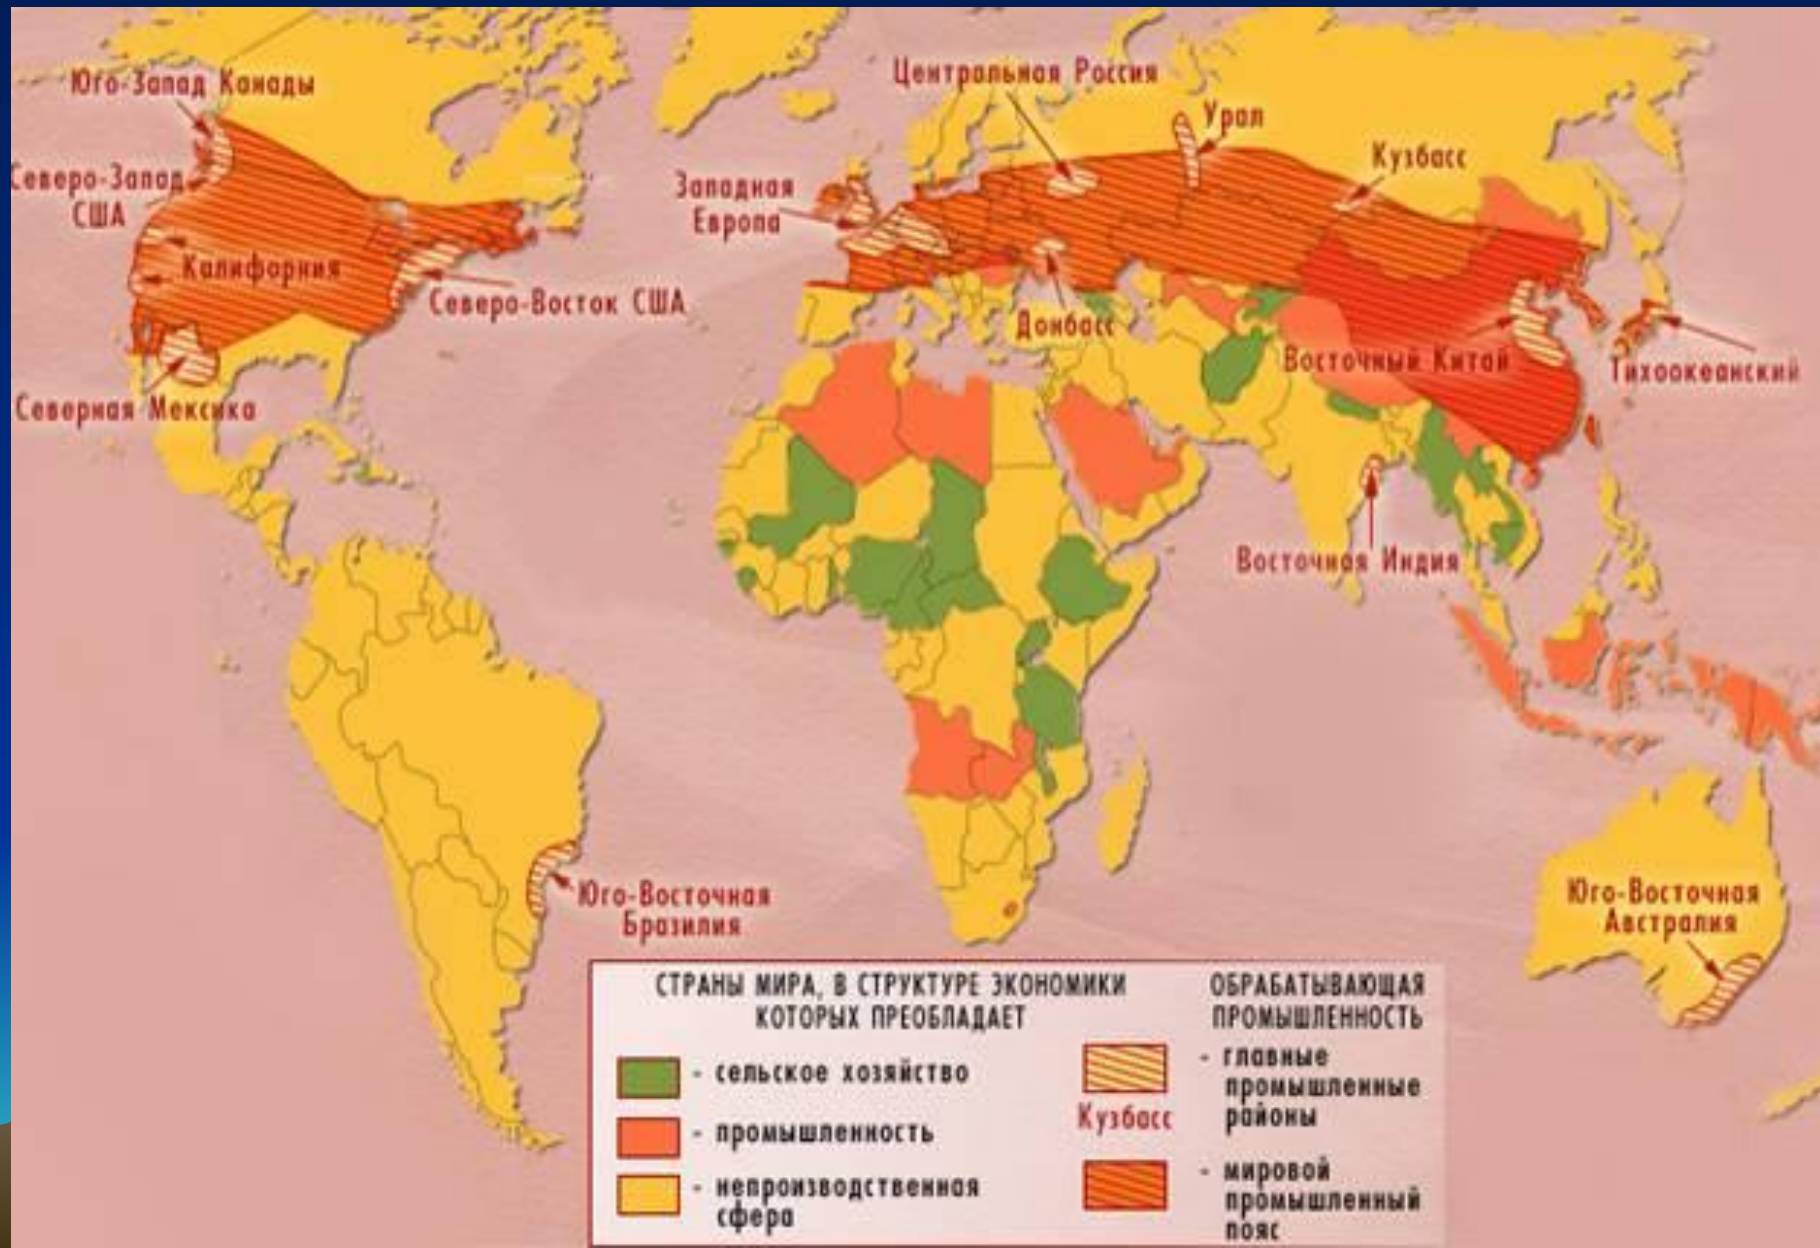 Юго-Запад Канады
Центральная Россия
Урал
Кузбасс
Северо-Запад
США
Западная
Европа
Калифорния
Северо-Восток США
Донбасс
Восточный Китай
Тихоокеанский
Северная Мексика
Восточная Индия
Юго-Восточная
Бразилия
Юго-Восточная
Австралия
СТРАНЫ МИРА, В СТРУКТУРЕ ЭКОНОМИКИ
КОТОРЫХ ПРЕОБЛАДАЕТ
- сельское хозяйство
- промышленность
- непроизводственная
сфера
ОБРАБАТЫВАЮЩАЯ
ПРОМЫШЛЕННОСТЬ
- главные
промышленные
районы
Кузбасс
- мировой
промышленный
пояс